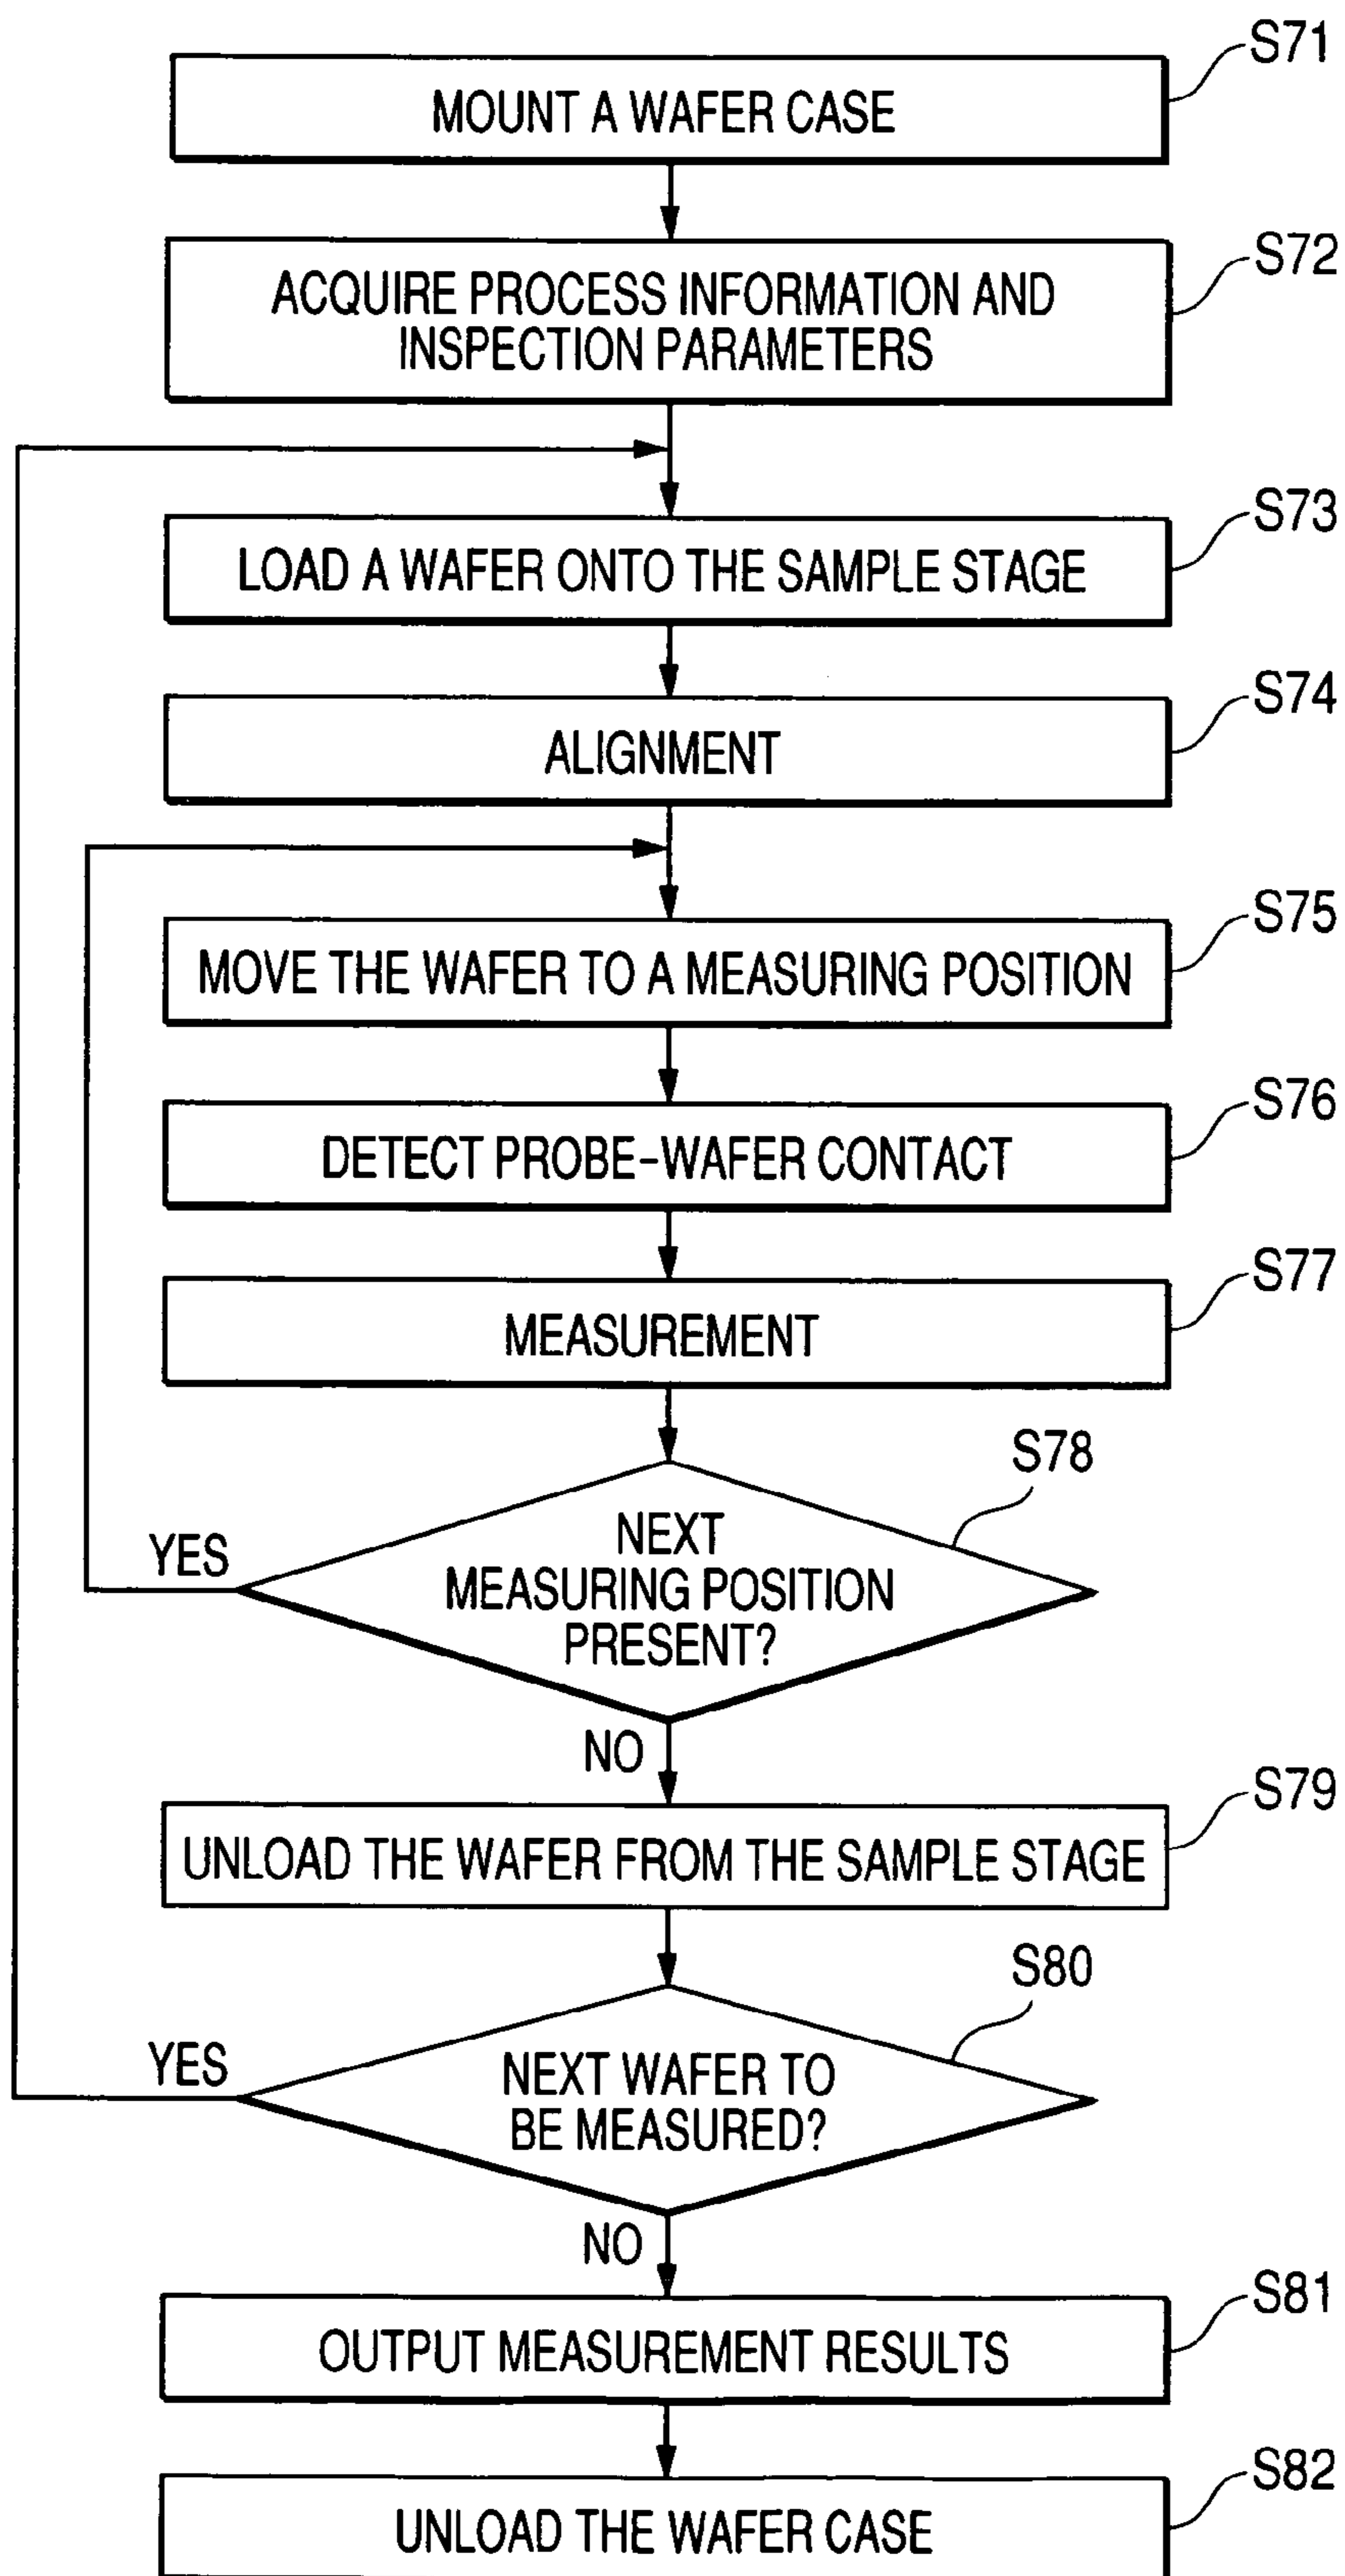 S71
MOUNT A WAFER CASE
S72
ACQUIRE PROCESS INFORMATION AND
INSPECTION PARAMETERS
S73
LOAD A WAFER ONTO THE SAMPLE STAGE
S74
ALIGNMENT
S75
MOVE THE WAFER TO A MEASURING POSITION
S76
DETECT PROBE-WAFER CONTACT
S77
MEASUREMENT
S78
NEXT
MEASURING POSITION
PRESENT?
YES
NO
S79
UNLOAD THE WAFER FROM THE SAMPLE STAGE
S80
NEXT WAFER TO
BE MEASURED?
YES
NO
S81
OUTPUT MEASUREMENT RESULTS
S82
UNLOAD THE WAFER CASE